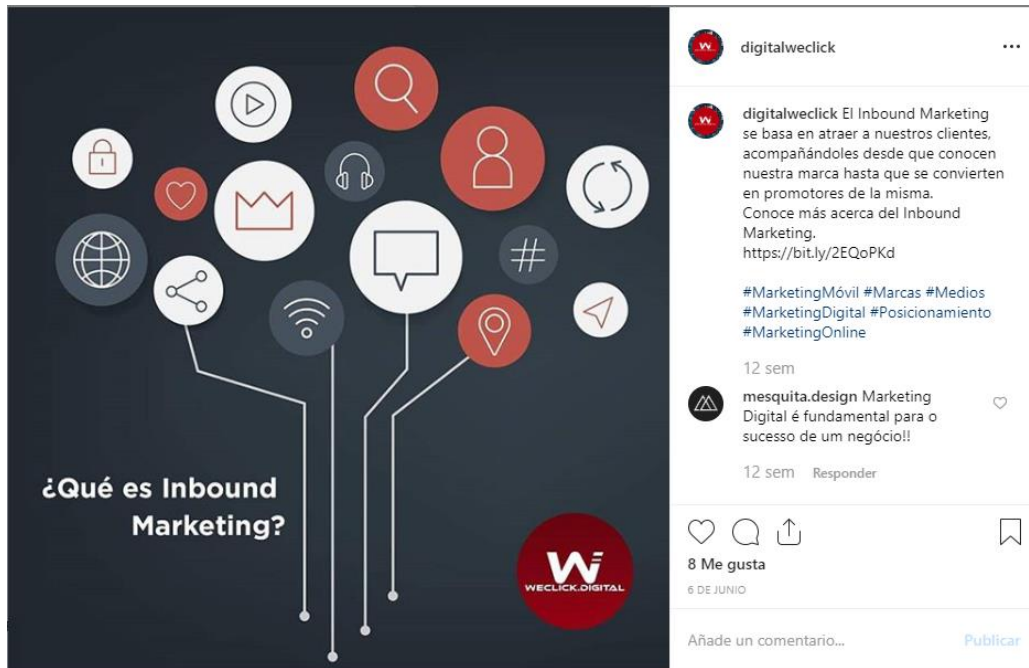 ¿Qué es Inbound
Marketing?
WECLICK.DIGITAL
digitalweclick
digitalweclick El Inbound Marketing
se basa en atraer a nuestros clientes,
acompañándoles desde que conocen
nuestra marca hasta que se convierten
en promotores de la misma.
Conoce más acerca del Inbound
Marketing.
https://bit.ly/2EQoPKd
#MarketingMóvil #Marcas #Medios
#MarketingDigital #Posicionamiento
#MarketingOnline
12 sem
mesquita.design Marketing
Digital é fundamental para o
sucesso de um negócio!!
12 sem Responder
8 Me gusta
6 DE JUNIO
Añade un comentario... Publicar